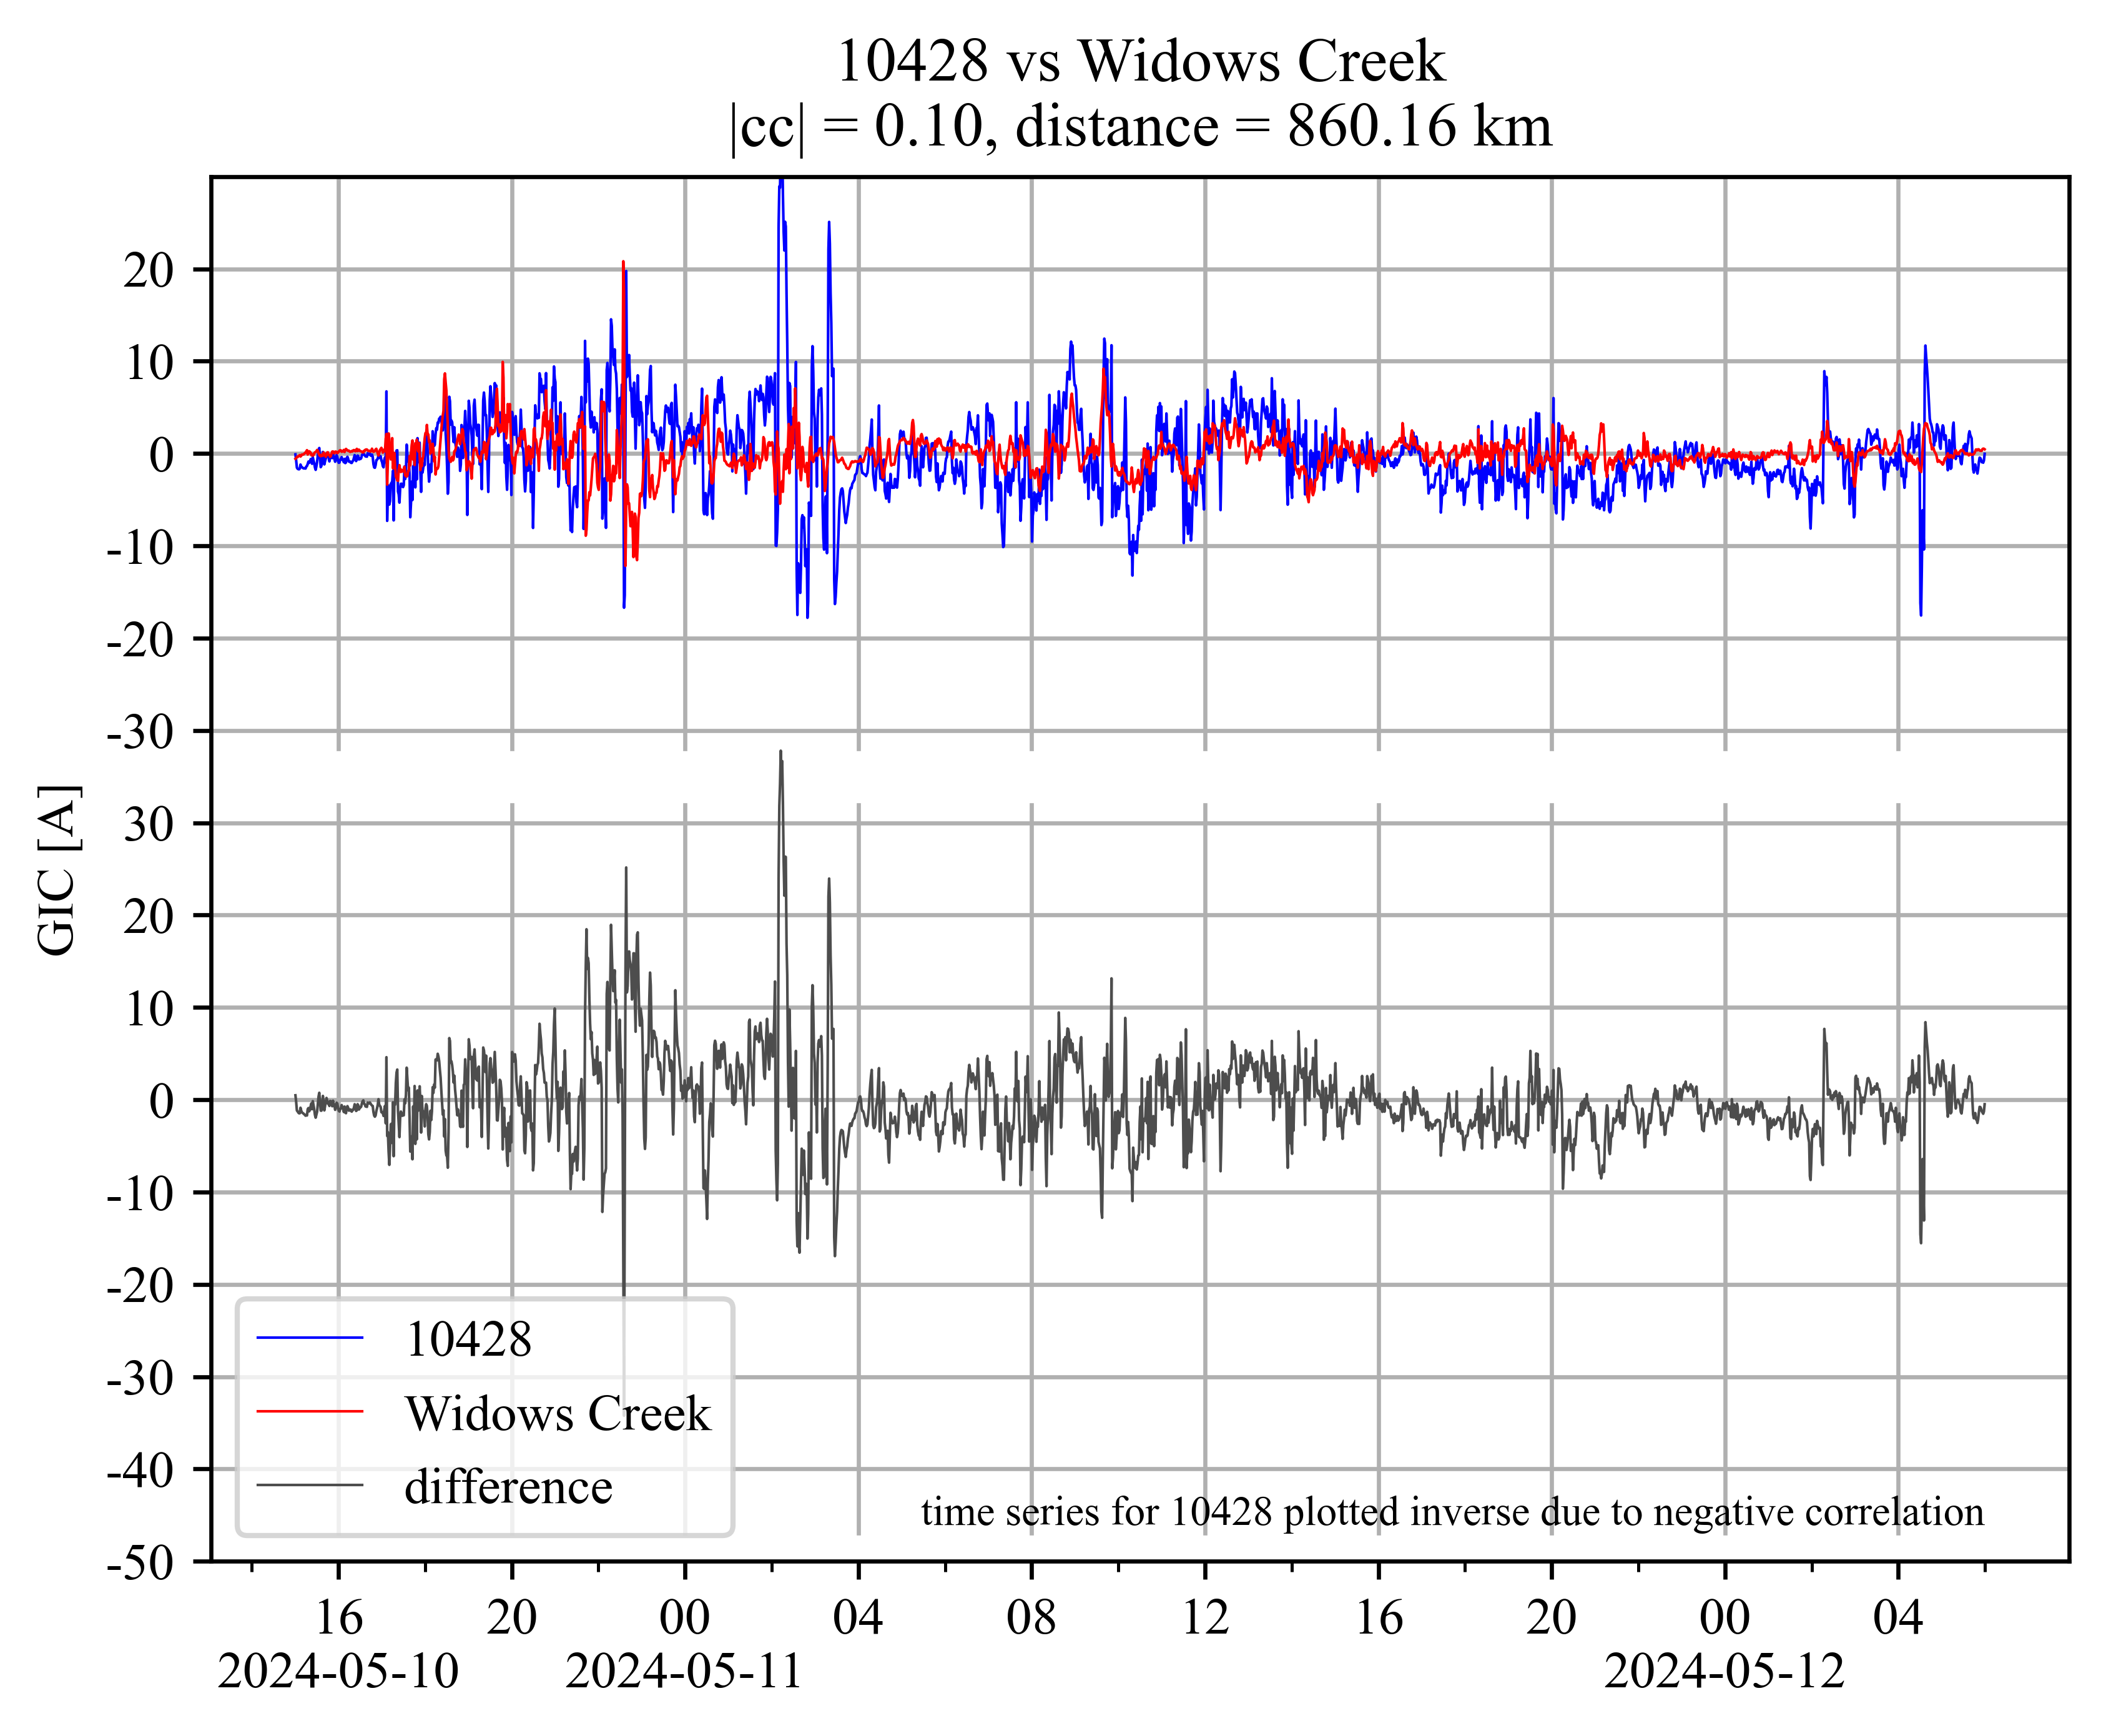 10428 vs Widows Creek
|cc| = 0.10, distance = 860.16 km
20
10
0
-10
-20
-30
30
20
10
0
-10
-20
-30
-40
-50
GIC [A]
10428
Widows Creek
difference
time series for 10428 plotted inverse due to negative correlation
16 20 00 04 08 12 16 20 00 04
2024-05-10 2024-05-11 2024-05-12